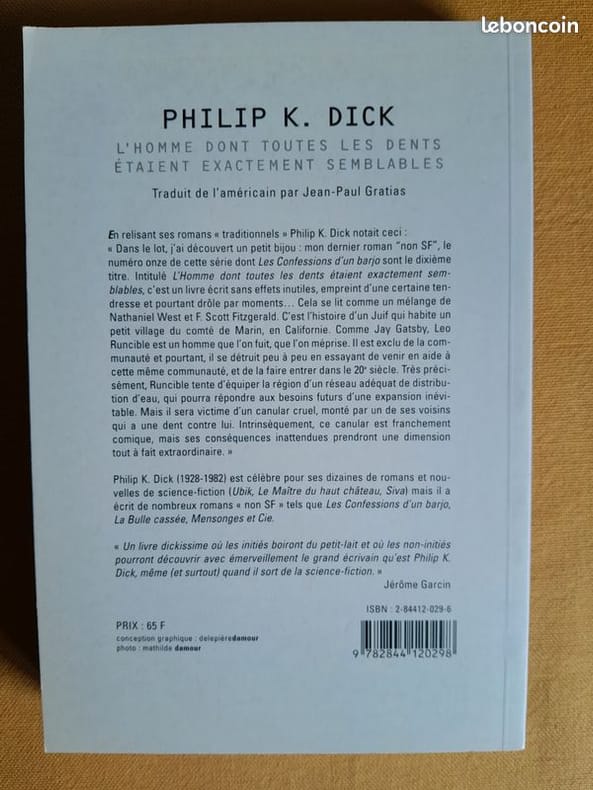 leboncoin
PHILIP K. DICK
L'HOMME DONT TOUTES LES DENTS
ÉTAIENT EXACTEMENT SEMBLABLES
Traduit de l'américain par Jean-Paul Gratias
En relisant ses romans « traditionnels » Philip K. Dick notait ceci :
« Dans le lot, j'ai découvert un petit bijou : mon dernier roman "non SF", le
numéro onze de cette série dont Les Confessions d'un barjo sont le dixième
titre. Intitulé L'Homme dont toutes les dents étaient exactement sem-
blables, c'est un livre écrit sans effets inutiles, empreint d'une certaine ten-
dresse et pourtant drôle par moments... Cela se lit comme un mélange de
Nathaniel West et F. Scott Fitzgerald. C'est l'histoire d'un Juif qui habite un
petit village du comté de Marin, en Californie. Comme Jay Gatsby, Leo
Runcible est un homme que l'on fuit, que l'on méprise. Il est exclu de la com-
munauté et pourtant, il se détruit peu à peu en essayant de venir en aide à
cette même communauté, et de la faire entrer dans le 20e siècle. Très préci-
sément, Runcible tente d'équiper la région d'un réseau adéquat de distribu-
tion d'eau, qui pourra répondre aux besoins futurs d'une expansion inévi-
table. Mais il sera victime d'un canular cruel, monté par un de ses voisins
qui a une dent contre lui. Intrinsèquement, ce canular est franchement
comique, mais ses conséquences inattendues prendront une dimension
tout à fait extraordinaire. »
Philip K. Dick (1928-1982) est célèbre pour ses dizaines de romans et nou-
velles de science-fiction (Ubik, Le Maître du haut château, Siva) mais il a
écrit de nombreux romans « non SF » tels que Les Confessions d'un barjo,
La Bulle cassée, Mensonges et Cie.
« Un livre dickissime où les initiés boiront du petit-lait et où les non-initiés
pourront découvrir avec émerveillement le grand écrivain qu'est Philip K.
Dick, même (et surtout) quand il sort de la science-fiction. »
Jérôme Garcin
ISBN : 2-84412-029-6
PRIX : 65 F
conception graphique : delepièredamour
photo : mathilde damour
9 782844 120298